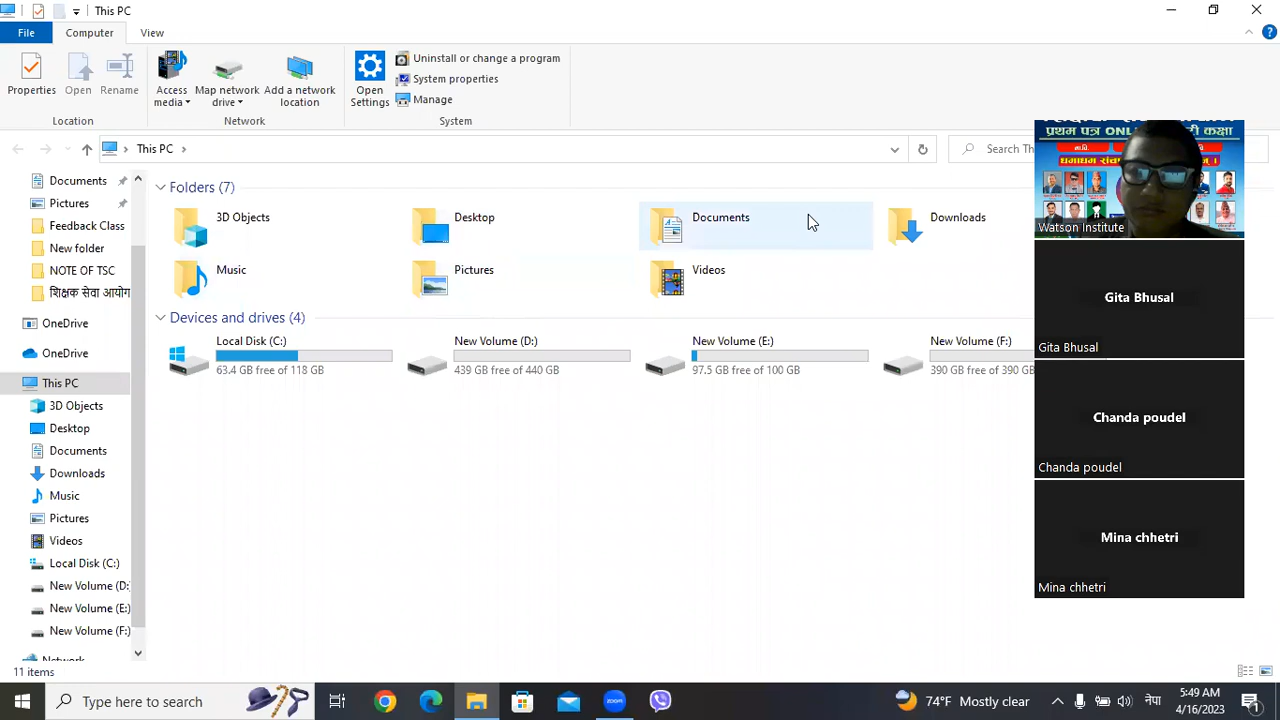 This PC
File
Computer
View
Properties
Open
Rename
Access media
Map network drive
Add a network location
Open Settings
Uninstall or change a program
System properties
Manage
Location
Network
System
This PC
Search Th
Documents
Pictures
Feedback Class
New folder
NOTE OF TSC
शिक्षक सेवा आयोग
OneDrive
OneDrive
This PC
3D Objects
Desktop
Documents
Downloads
Music
Pictures
Videos
Local Disk (C:)
New Volume (D:
New Volume (E:)
New Volume (F:)
Network
Folders (7)
3D Objects
Desktop
Documents
Downloads
Music
Pictures
Videos
Devices and drives (4)
Local Disk (C:)
63.4 GB free of 118 GB
New Volume (D:)
439 GB free of 440 GB
New Volume (E:)
97.5 GB free of 100 GB
New Volume (F:)
390 GB free of 390 GB
प्रथम पत्र ONL
कक्षा
Watson Institute
Gita Bhusal
Gita Bhusal
Chanda poudel
Chanda poudel
Mina chhetri
Mina chhetri
11 items
Type here to search
zoom
74°F Mostly clear
नेपा
5:49 AM
4/16/2023
1